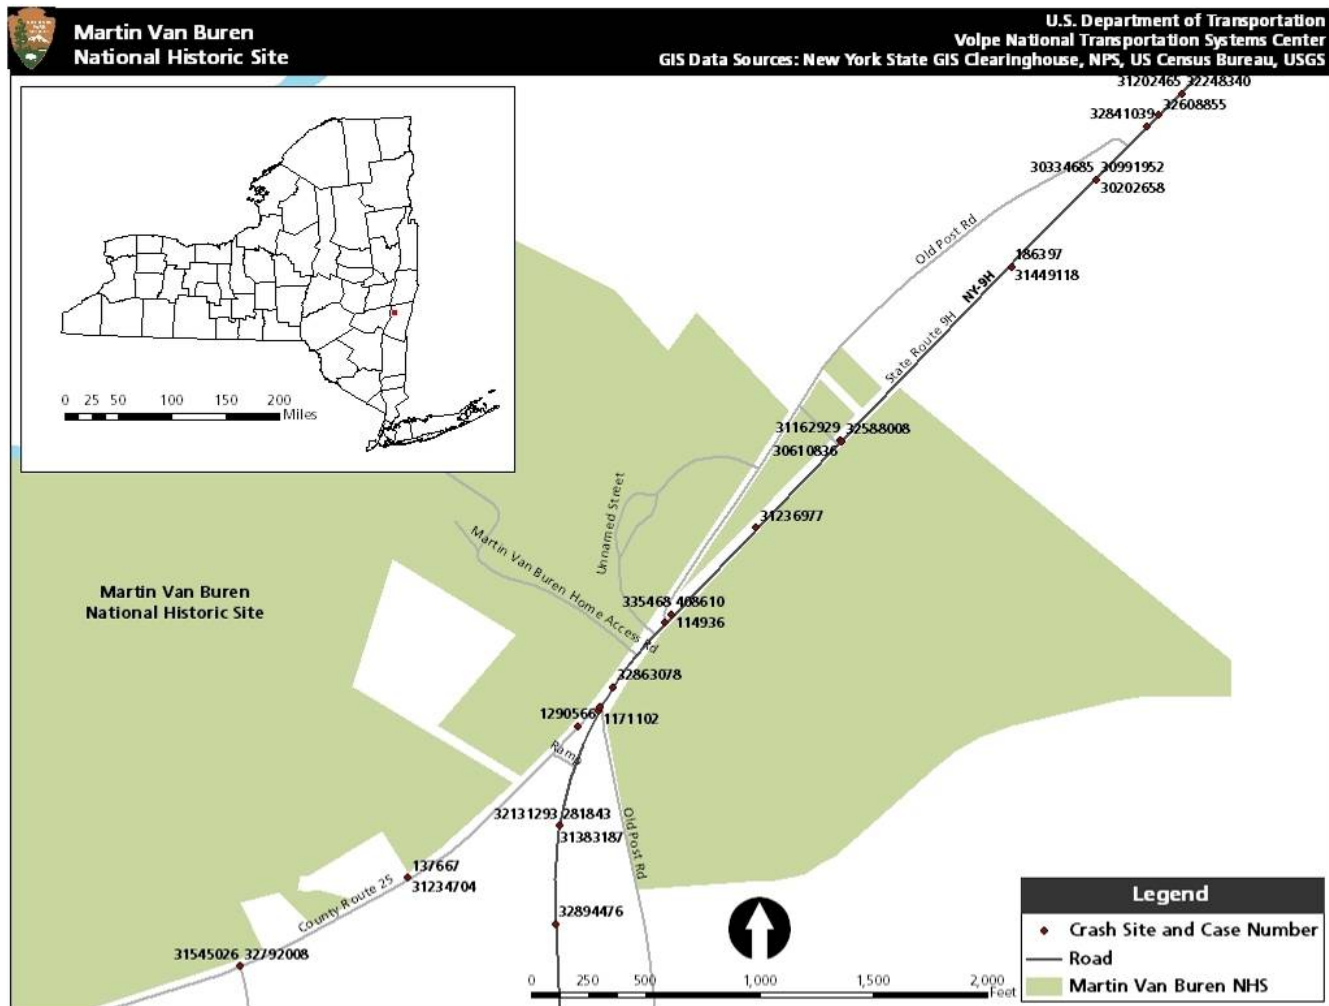 Martin Van Buren
National Historic Site
U.S. Department of Transportation
Volpe National Transportation Systems Center
GIS Data Sources: New York State GIS Clearinghouse, NPS, US Census Bureau, USGS
0 25 50 100 150 200
Miles
31202465 32248340
32841039 32608855
30334685 30991952
30202658
Old Post Rd
186397
31449118
NY-9H
State Route 9H
31162929 32588008
30610836
31236977
Unnamed Street
Martin Van Buren Home Access Rd
Martin Van Buren
National Historic Site
335468 408610
114936
32863078
1290566 1171102
Ramp
32131293 281843
31383187
Old Post Rd
137667
31234704
County Route 25
32894476
31545026 32792008
0 250 500 1,000 1,500 2,000
Feet
Legend
Crash Site and Case Number
Road
Martin Van Buren NHS